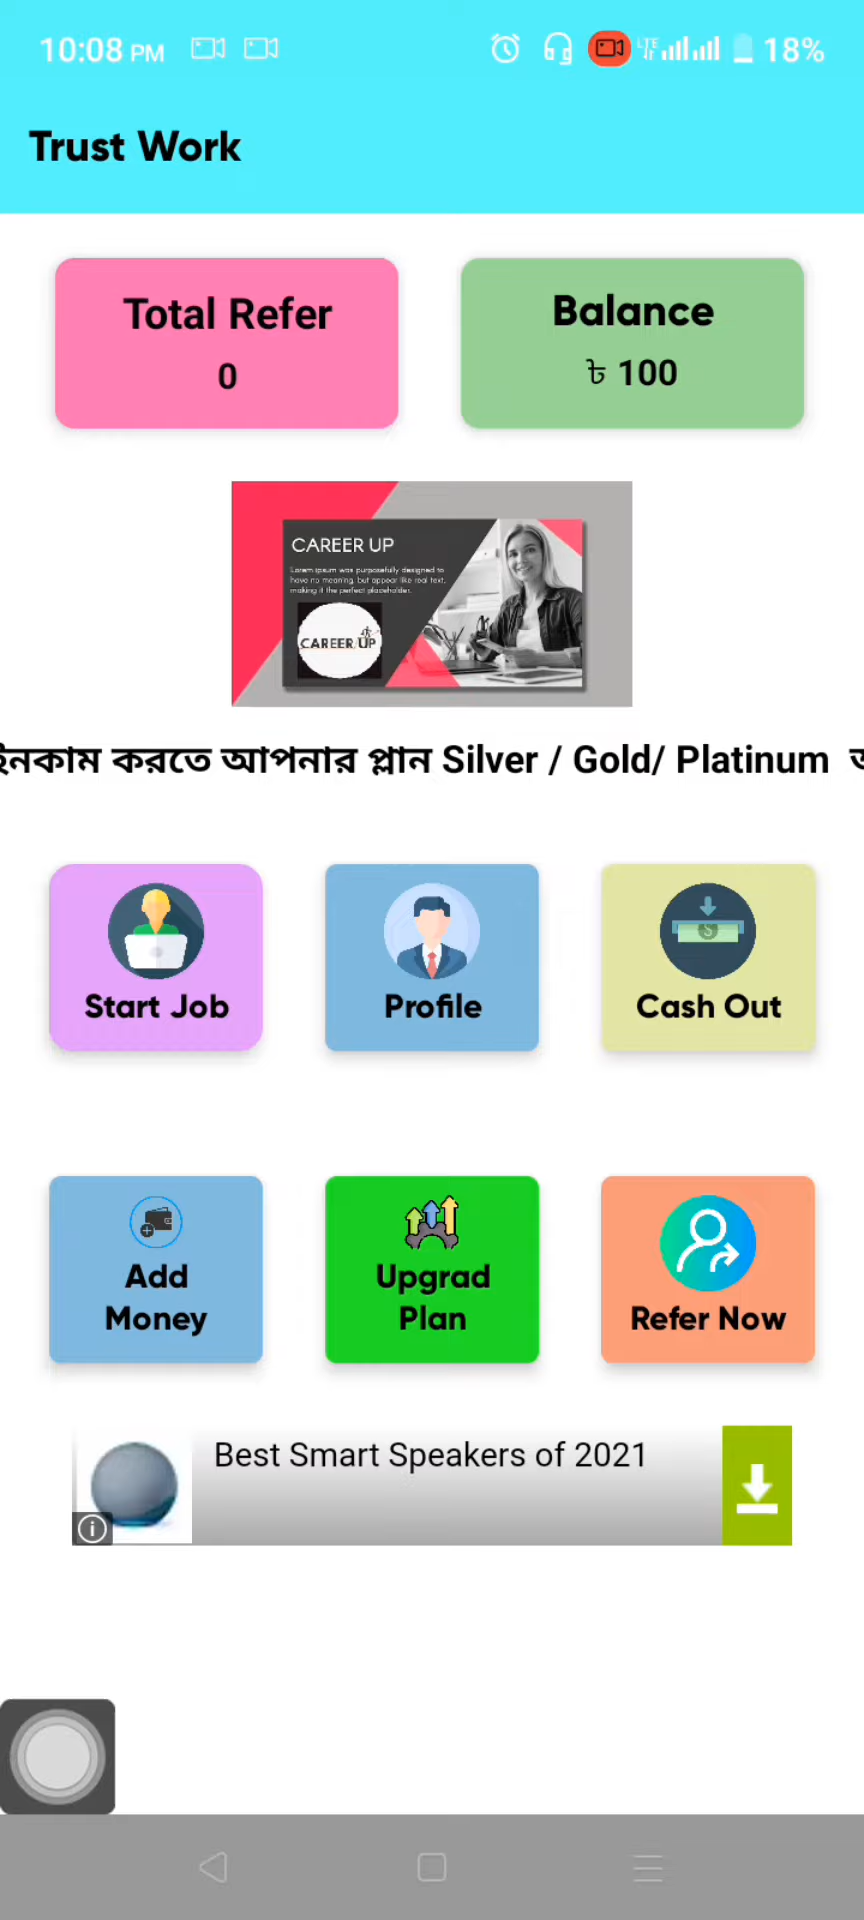 10:08 PM
LTE
18%
Trust Work
Total Refer
0
Balance
৳ 100
CAREER UP
Lorem ipsum was purposefully designed to
have no meaning, but appear like real text,
making it the perfect placeholder.
CAREER UP
ইনকাম করতে আপনার প্লান Silver / Gold/ Platinum
Start Job
Profile
Cash Out
Add
Money
Upgrad
Plan
Refer Now
Best Smart Speakers of 2021